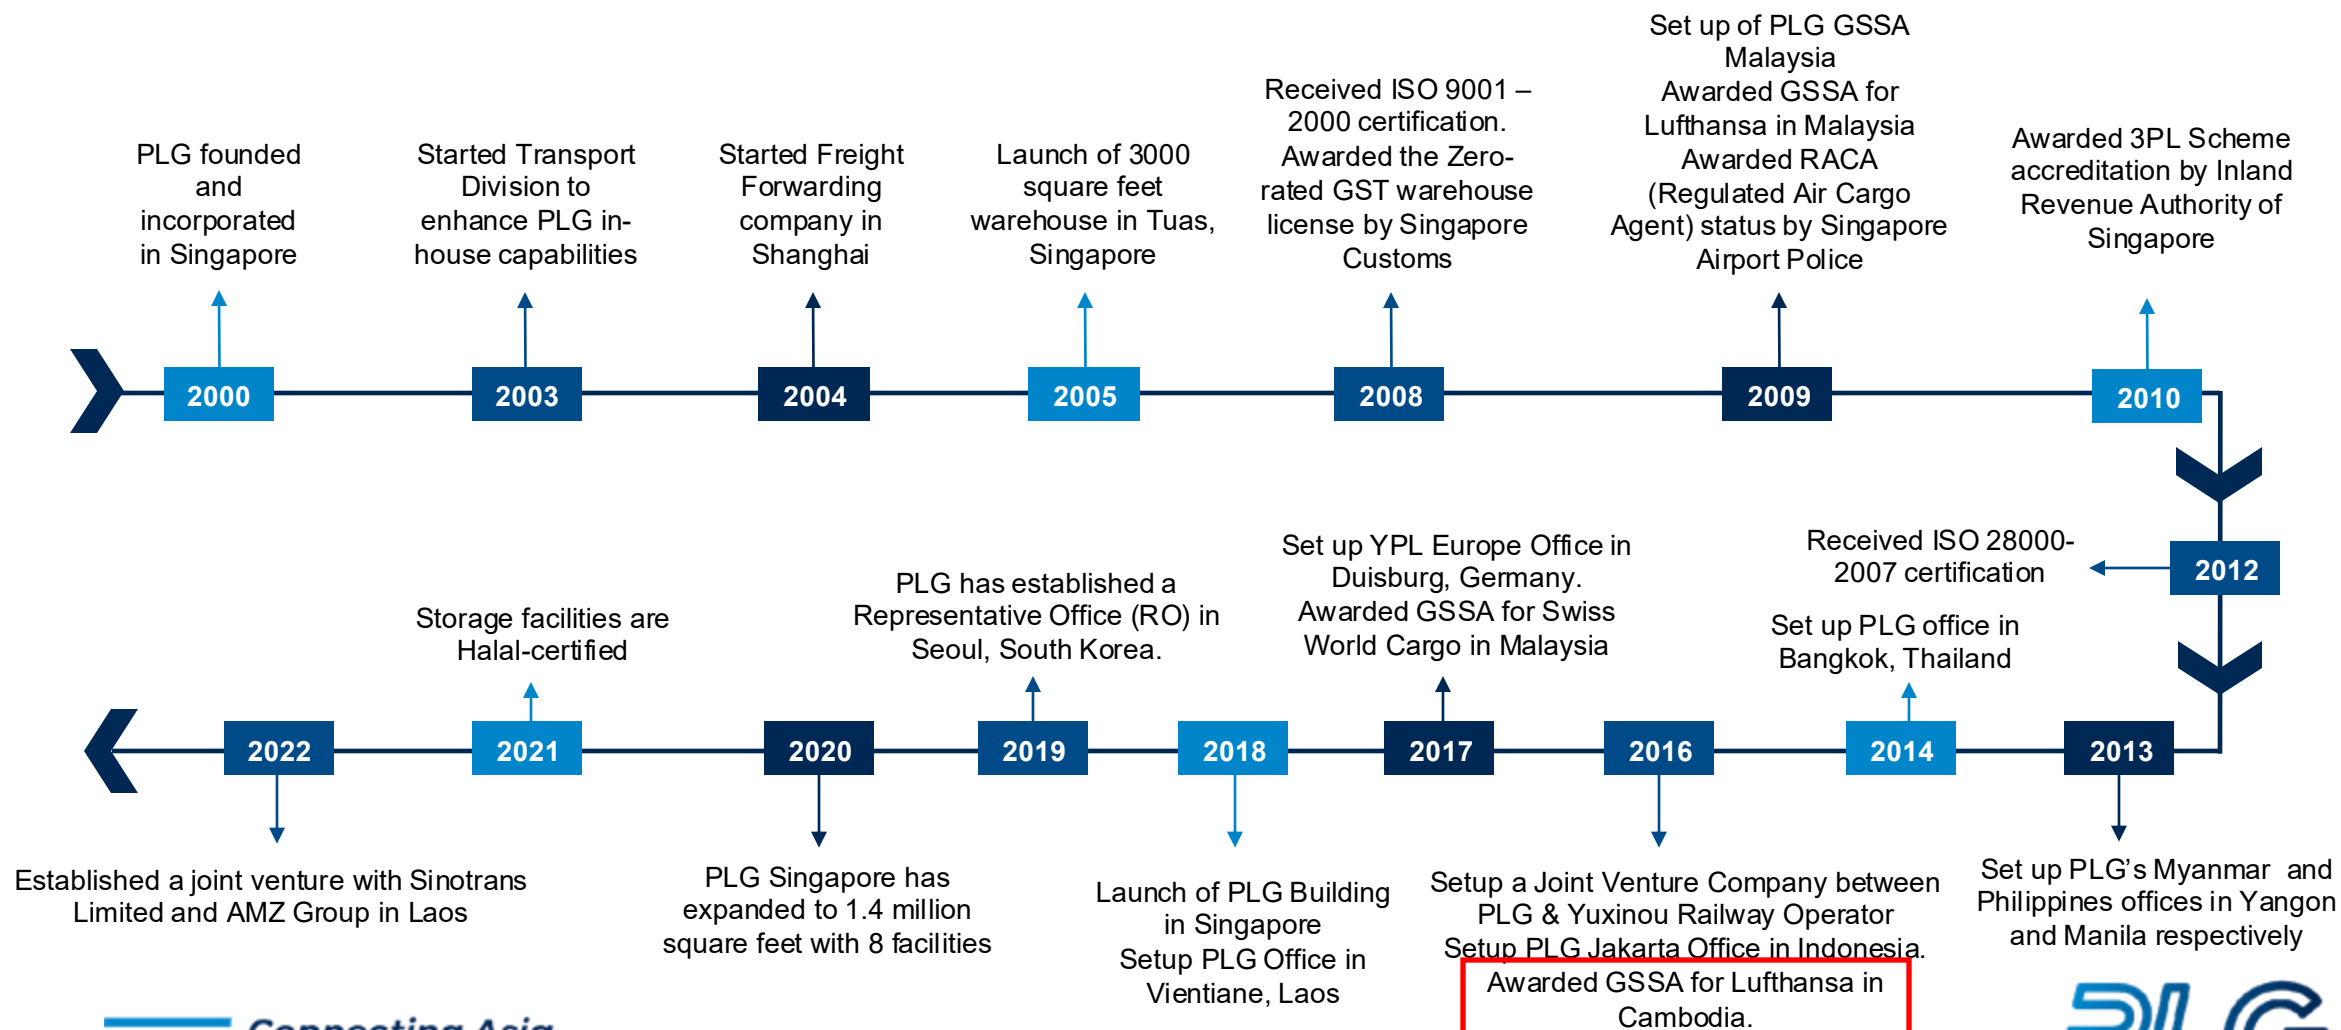 PLG founded
and
incorporated
in Singapore
2000
Started Transport
Division to
enhance PLG in-
house capabilities
2003
Started Freight
Forwarding
company in
Shanghai
2004
Launch of 3000
square feet
warehouse in Tuas,
Singapore
2005
Received ISO 9001 –
2000 certification.
Awarded the Zero-
rated GST warehouse
license by Singapore
Customs
2008
Set up of PLG GSSA
Malaysia
Awarded GSSA for
Lufthansa in Malaysia
Awarded RACA
(Regulated Air Cargo
Agent) status by Singapore
Airport Police
2009
Awarded 3PL Scheme
accreditation by Inland
Revenue Authority of
Singapore
2010
Received ISO 28000-
2007 certification
2012
Set up PLG's Myanmar and
Philippines offices in Yangon
and Manila respectively
2013
Set up PLG office in
Bangkok, Thailand
2014
2016
Setup a Joint Venture Company between
PLG & Yuxinou Railway Operator
Setup PLG Jakarta Office in Indonesia.
Awarded GSSA for Lufthansa in
Cambodia.
Set up YPL Europe Office in
Duisburg, Germany.
Awarded GSSA for Swiss
World Cargo in Malaysia
2017
2018
Launch of PLG Building
in Singapore
Setup PLG Office in
Vientiane, Laos
PLG has established a
Representative Office (RO) in
Seoul, South Korea.
2019
2020
PLG Singapore has
expanded to 1.4 million
square feet with 8 facilities
Storage facilities are
Halal-certified
2021
2022
Established a joint venture with Sinotrans
Limited and AMZ Group in Laos
Connecting Asia
PLG